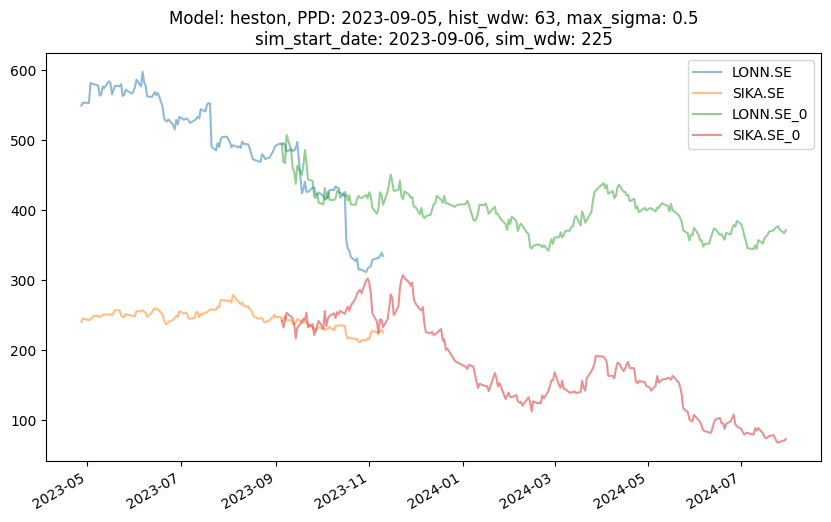 Model: heston, PPD: 2023-09-05, hist_wdw: 63, max_sigma: 0.5
sim_start_date: 2023-09-06, sim_wdw: 225
LONN.SE
SIKA.SE
LONN.SE_0
SIKA.SE_0
600
500
400
300
200
100
2023-05
2023-07
2023-09
2023-11
2024-01
2024-03
2024-05
2024-07